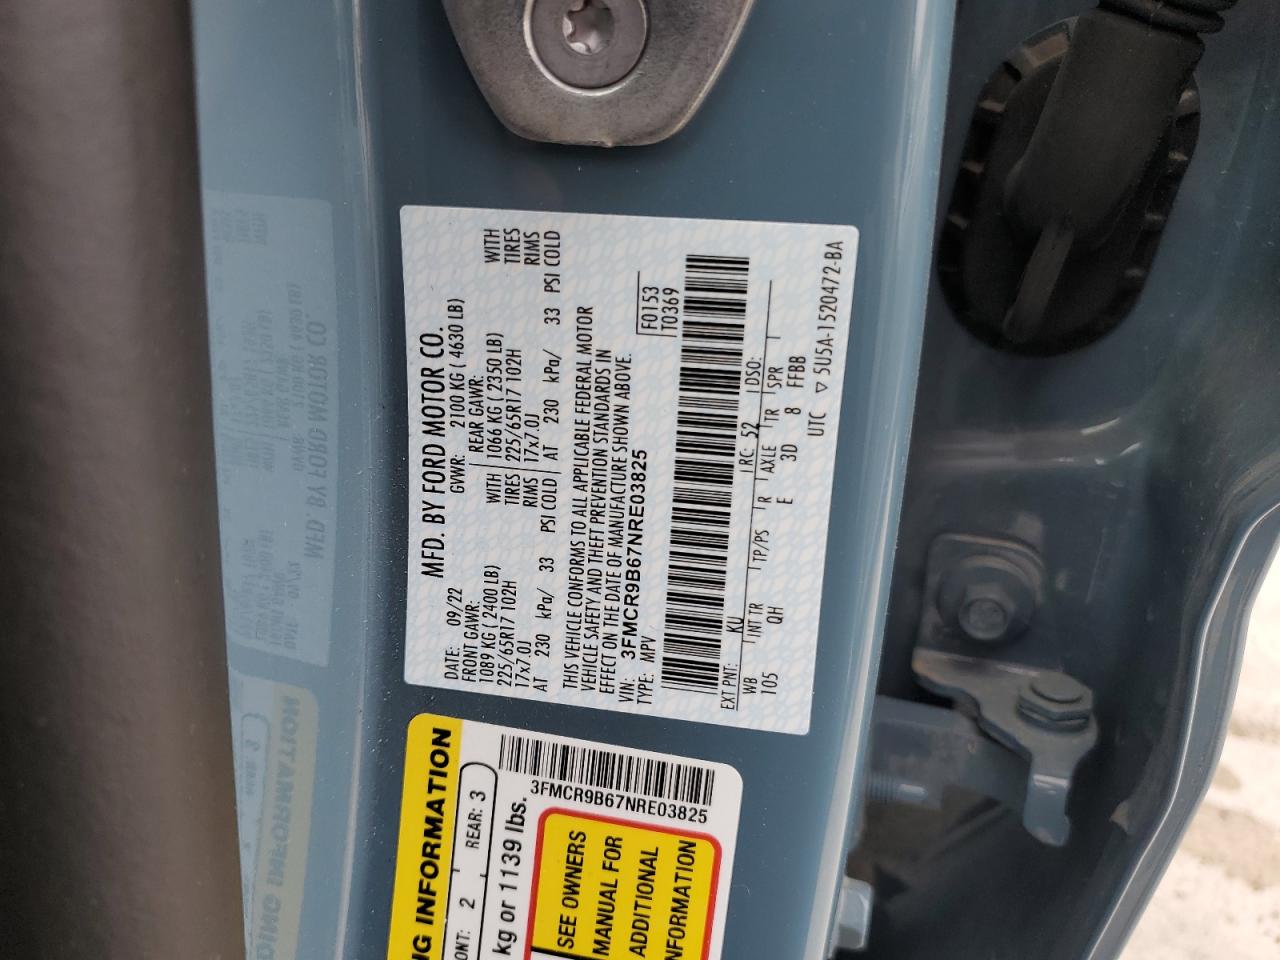 MFD. BY FORD MOTOR CO.
DATE: 09/22 GVWR: 2100 KG ( 4630 LB)
FRONT GAWR: REAR GAWR:
1089 KG ( 2400 LB) WITH 1066 KG ( 2350 LB) WITH
225/65R17 102H TIRES 225/65R17 102H TIRES
17x7.0J RIMS 17x7.0J RIMS
AT 230 kPa/ 33 PSI COLD AT 230 kPa/ 33 PSI COLD
THIS VEHICLE CONFORMS TO ALL APPLICABLE FEDERAL MOTOR
VEHICLE SAFETY AND THEFT PREVENTION STANDARDS IN
EFFECT ON THE DATE OF MANUFACTURE SHOWN ABOVE.
VIN: 3FMCR9B67NRE03825
TYPE: MPV
F0153
T0369
EXT PNT: KU RC: 52 DSO:
WB INT TR TP/PS R AXLE TR SPR
105 QH E 3D 8 FFBB
UTC ▽ 5U5A-1520472-BA
NG INFORMATION
ONT: 2 REAR: 3
kg or 1139 lbs.
3FMCR9B67NRE03825
SEE OWNERS
MANUAL FOR
ADDITIONAL
NFORMATION